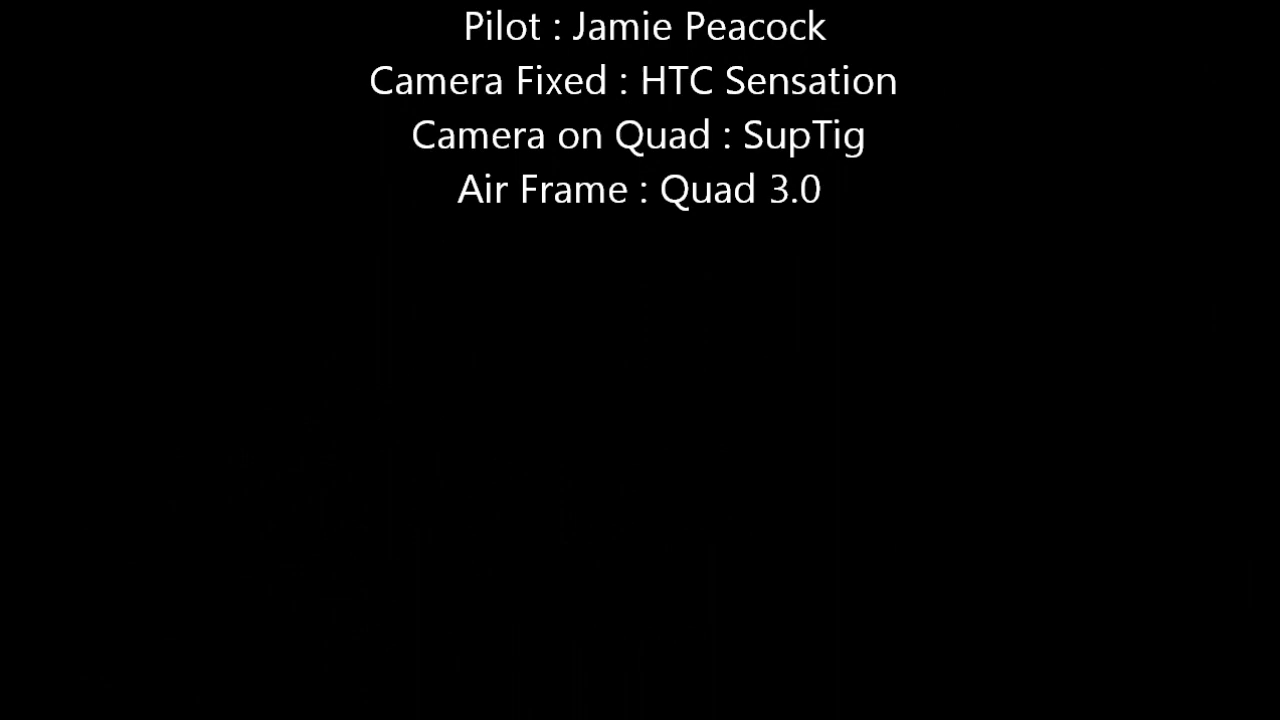 Pilot : Jamie Peacock
Camera Fixed : HTC Sensation
Camera on Quad : SupTig
Air Frame : Quad 3.0